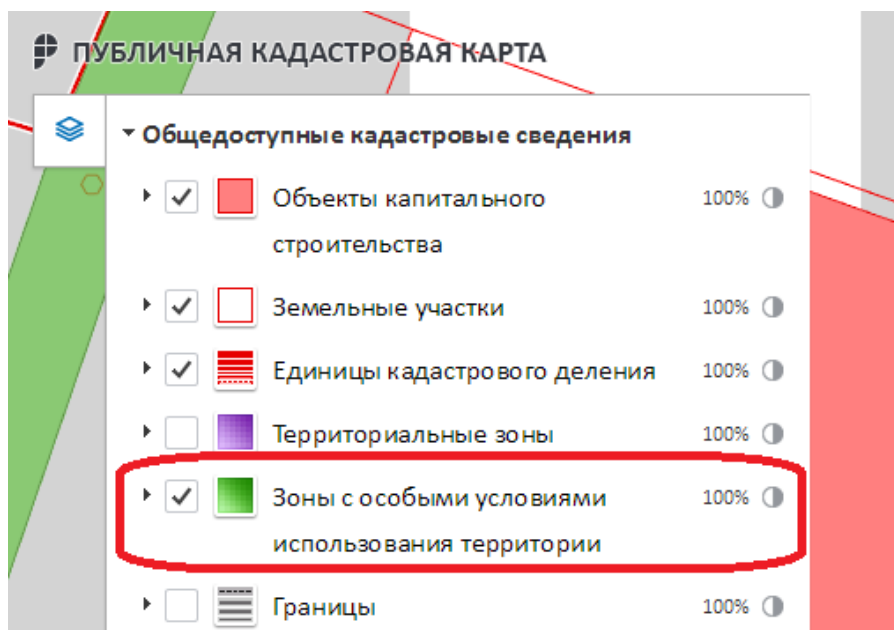 ПУБЛИЧНАЯ КАДАСТРОВАЯ КАРТА
Общедоступные кадастровые сведения
Объекты капитального 100%
строительства
Земельные участки 100%
Единицы кадастрового деления 100%
Территориальные зоны 100%
Зоны с особыми условиями 100%
использования территории
Границы 100%